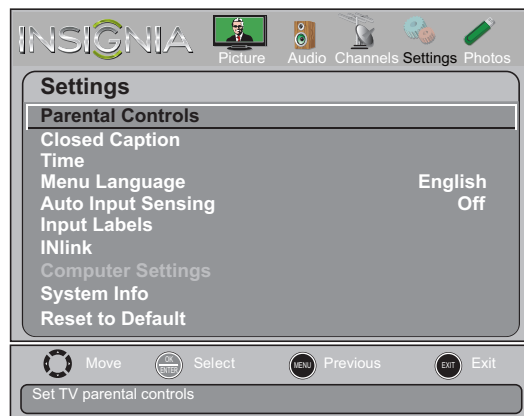 INSIGNIA
Picture Audio Channels Settings Photos
Settings
Parental Controls
Closed Caption
Time
Menu Language English
Auto Input Sensing Off
Input Labels
INlink
Computer Settings
System Info
Reset to Default
Move OK ENTER Select MENU Previous EXIT Exit
Set TV parental controls